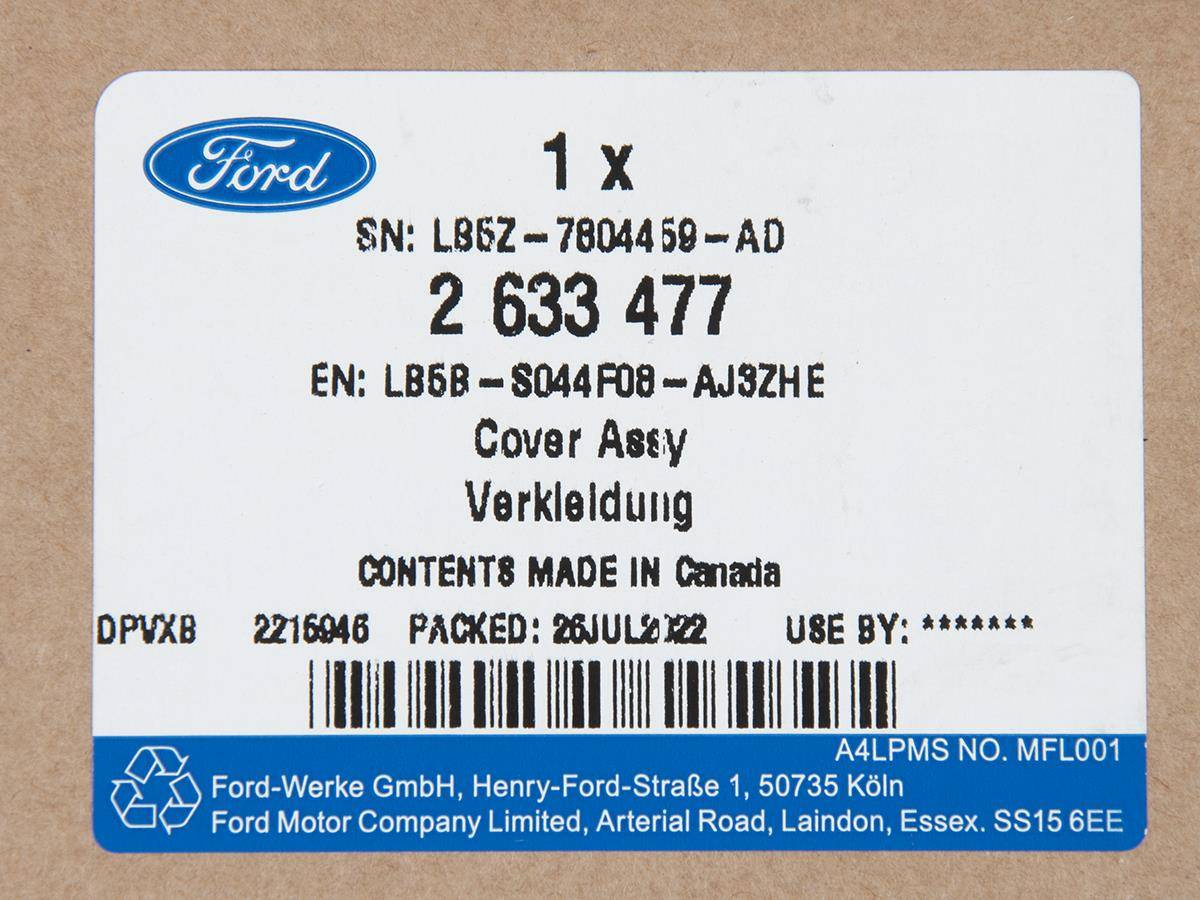 Ford
1 x
SN: LB5Z-7804459-AD
2 633 477
EN: LB5B-S044F08-AJ3ZHE
Cover Assy
Verkleidung
CONTENTS MADE IN Canada
DPVXB 2215946 PACKED: 26JUL2022 USE BY: *******
A4LPMS NO. MFL001
Ford-Werke GmbH, Henry-Ford-Straße 1, 50735 Köln
Ford Motor Company Limited, Arterial Road, Laindon, Essex. SS15 6EE